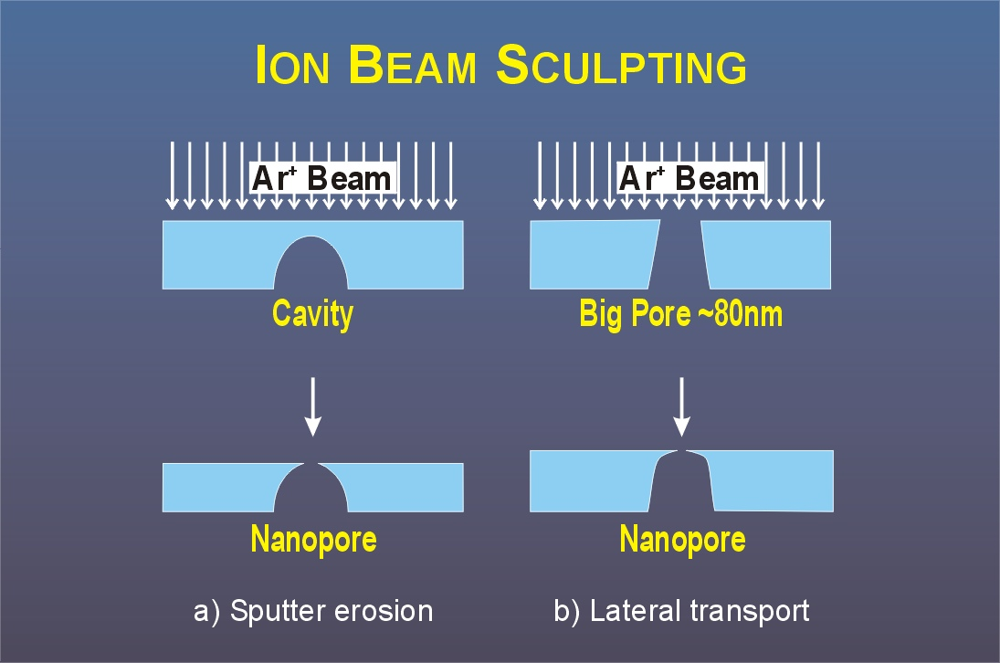 ION BEAM SCULPTING
Ar+ Beam
Cavity
Nanopore
a) Sputter erosion
Ar+ Beam
Big Pore ~80nm
Nanopore
b) Lateral transport